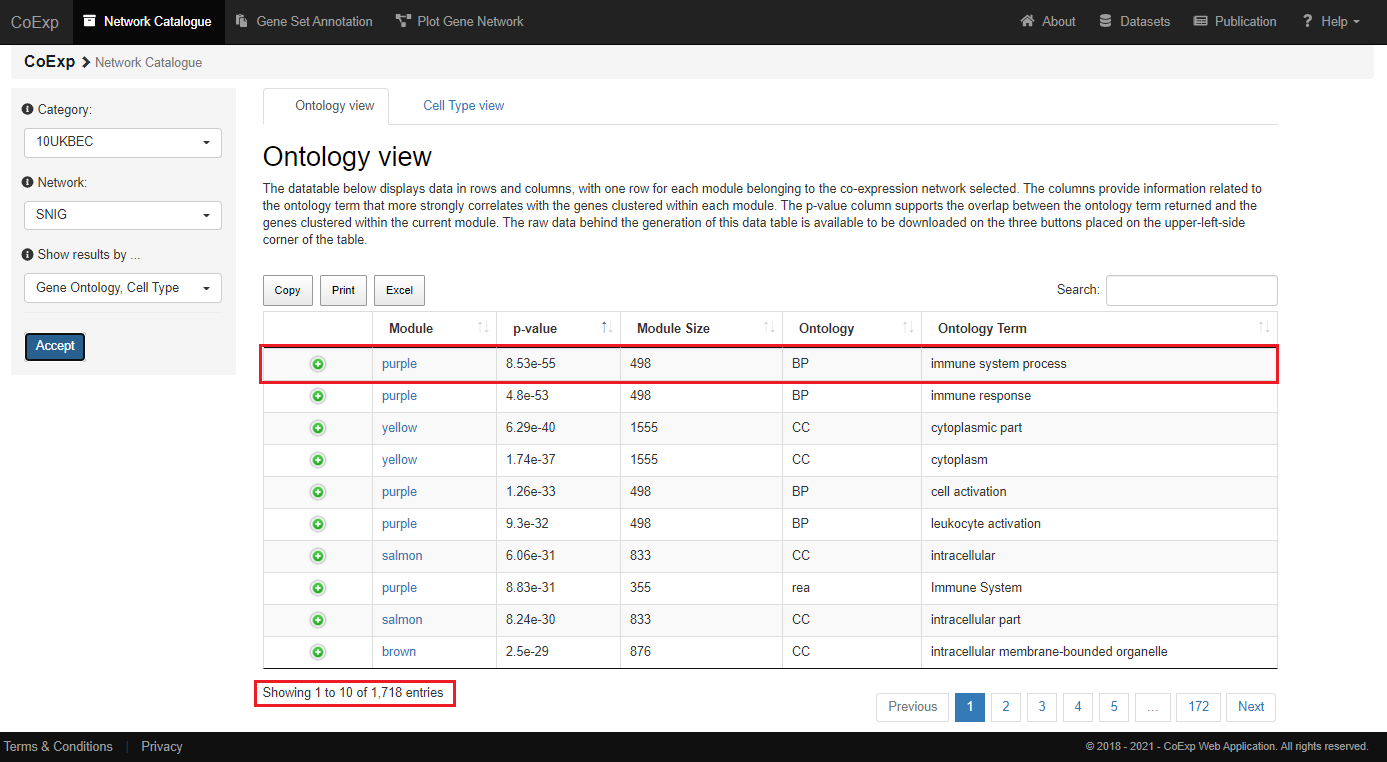 CoExp Network Catalogue Gene Set Annotation Plot Gene Network About Datasets Publication ? Help
CoExp Network Catalogue
Category:
10UKBEC
Network:
SNIG
Show results by ...
Gene Ontology, Cell Type
Accept
Ontology view Cell Type view
Ontology view
The datatable below displays data in rows and columns, with one row for each module belonging to the co-expression network selected. The columns provide information related to
the ontology term that more strongly correlates with the genes clustered within each module. The p-value column supports the overlap between the ontology term returned and the
genes clustered within the current module. The raw data behind the generation of this data table is available to be downloaded on the three buttons placed on the upper-left-side
corner of the table.
Copy Print Excel Search:
Module p-value Module Size Ontology Ontology Term
purple 8.53e-55 498 BP immune system process
purple 4.8e-53 498 BP immune response
yellow 6.29e-40 1555 CC cytoplasmic part
yellow 1.74e-37 1555 CC cytoplasm
purple 1.26e-33 498 BP cell activation
purple 9.3e-32 498 BP leukocyte activation
salmon 6.06e-31 833 CC intracellular
purple 8.83e-31 355 rea Immune System
salmon 8.24e-30 833 CC intracellular part
brown 2.5e-29 876 CC intracellular membrane-bounded organelle
Showing 1 to 10 of 1,718 entries
Previous 1 2 3 4 5 ... 172 Next
Terms & Conditions | Privacy © 2018 - 2021 - CoExp Web Application. All rights reserved.